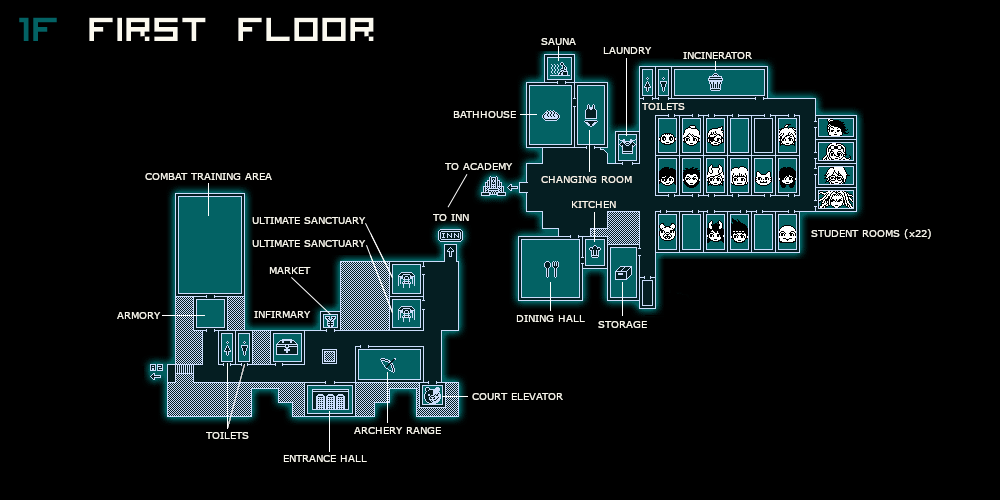 1F FIRST FLOOR
SAUNA
LAUNDRY
INCINERATOR
TOILETS
BATHHOUSE
TO ACADEMY
CHANGING ROOM
COMBAT TRAINING AREA
KITCHEN
TO INN
INN
ULTIMATE SANCTUARY
ULTIMATE SANCTUARY
STUDENT ROOMS (x22)
MARKET
ARMORY
INFIRMARY
DINING HALL
STORAGE
A2
COURT ELEVATOR
TOILETS
ARCHERY RANGE
ENTRANCE HALL